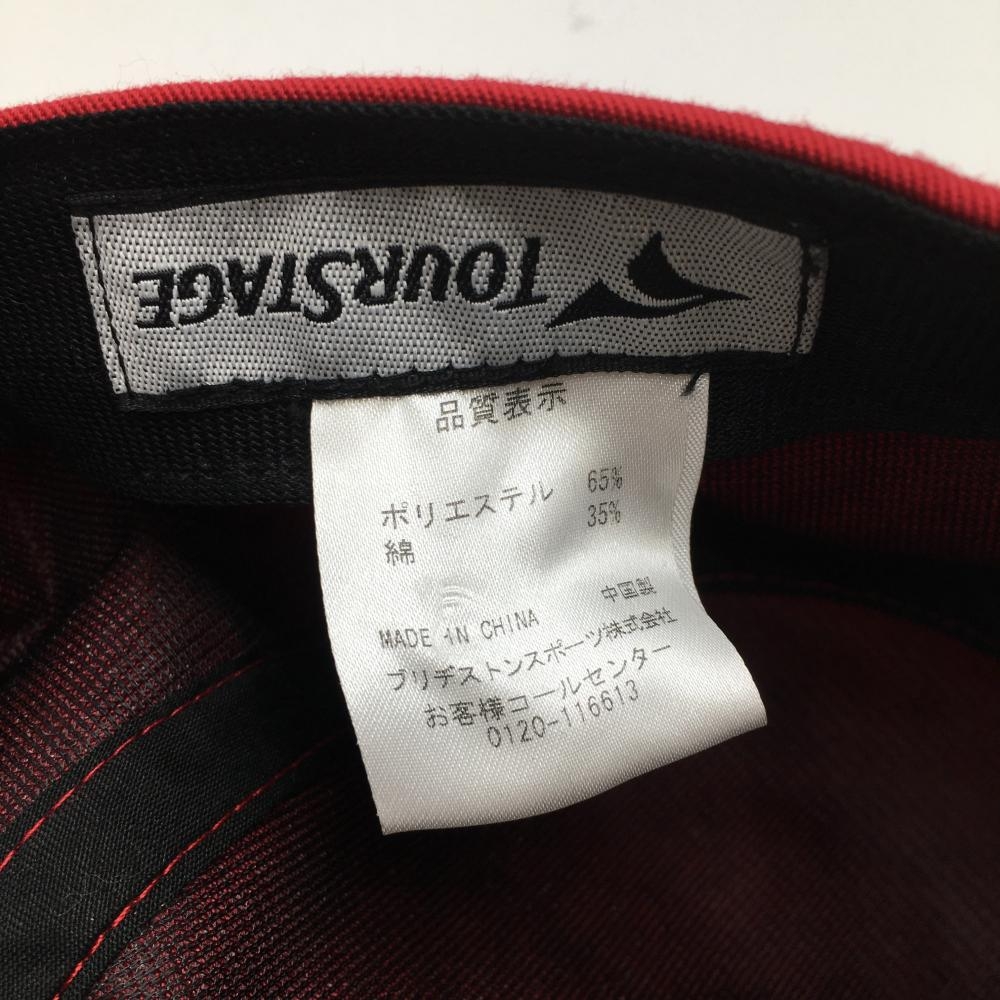 TOURSTAGE
品質表示
ポリエステル 65%
綿 35%
中国製
MADE IN CHINA
ブリヂストンスポーツ株式会社
お客様コールセンター
0120-116613